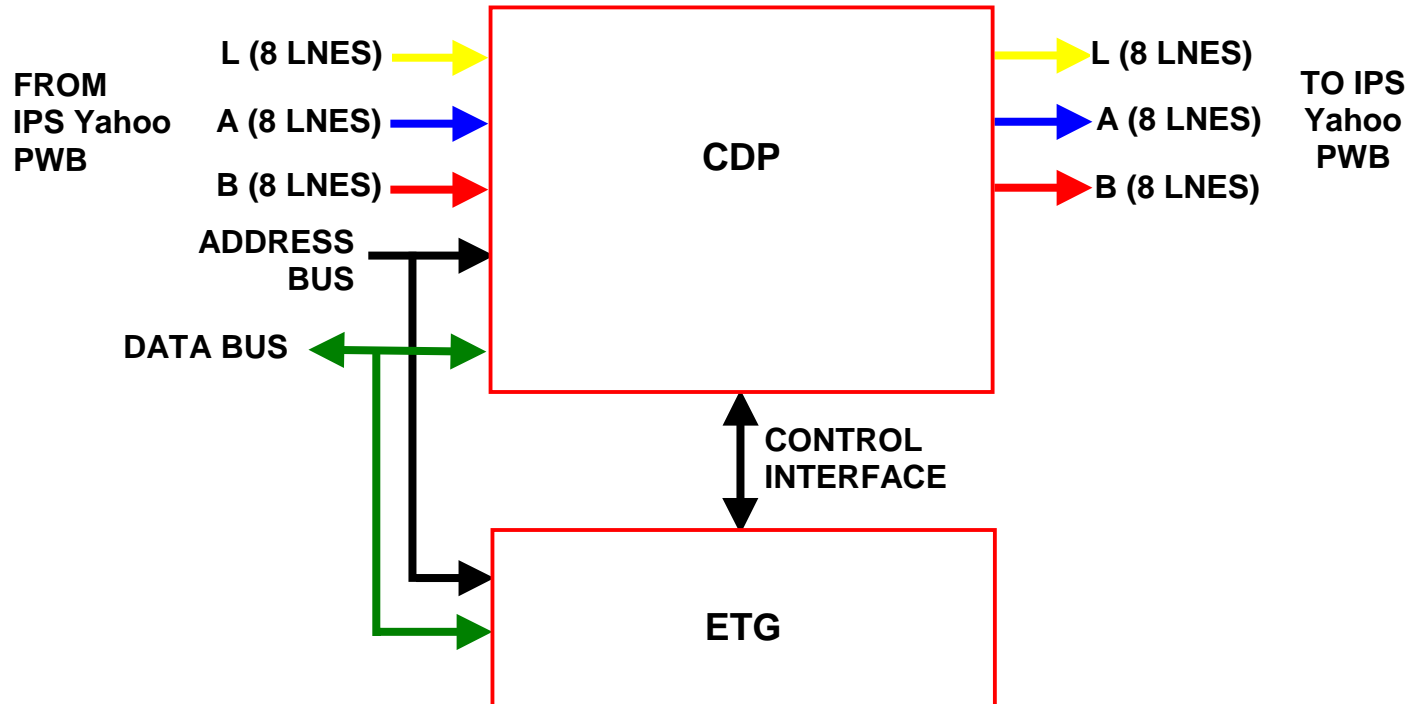 L (8 LNES)
A (8 LNES)
B (8 LNES)
FROM
IPS Yahoo
PWB
ADDRESS
BUS
DATA BUS
CDP
L (8 LNES)
A (8 LNES)
B (8 LNES)
TO IPS
Yahoo
PWB
CONTROL
INTERFACE
ETG